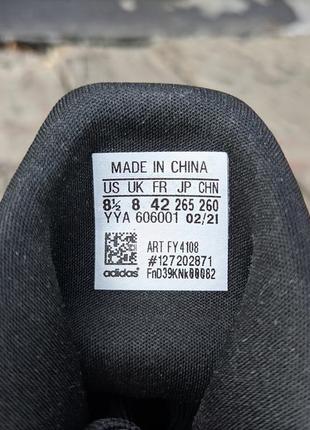 MADE IN CHINA
US UK FR JP CHN
8½ 8 42 265 260
YYA 606001 02/21
ART FY4108
#127202871
adidas FnD39KNk00082